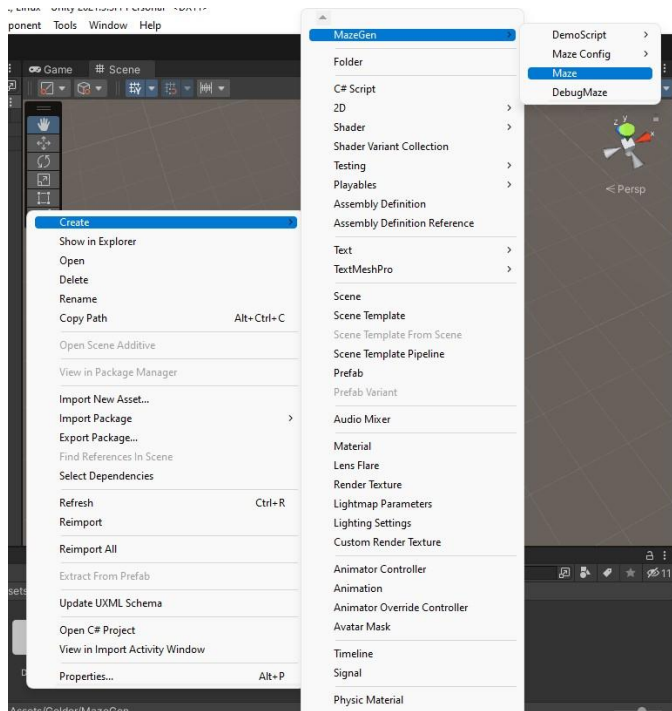 ponent Tools Window Help
Game # Scene
Create
Show in Explorer
Open
Delete
Rename
Copy Path Alt+Ctrl+C
Open Scene Additive
View in Package Manager
Import New Asset...
Import Package
Export Package...
Find References In Scene
Select Dependencies
Refresh Ctrl+R
Reimport
Reimport All
Extract From Prefab
Update UXML Schema
Open C# Project
View in Import Activity Window
Properties... Alt+P
MazeGen
Folder
C# Script
2D
Shader
Shader Variant Collection
Testing
Playables
Assembly Definition
Assembly Definition Reference
Text
TextMeshPro
Scene
Scene Template
Scene Template From Scene
Scene Template Pipeline
Prefab
Prefab Variant
Audio Mixer
Material
Lens Flare
Render Texture
Lightmap Parameters
Lighting Settings
Custom Render Texture
Animator Controller
Animation
Animator Override Controller
Avatar Mask
Timeline
Signal
Physic Material
DemoScript
Maze Config
Maze
DebugMaze
z y x
Persp
11